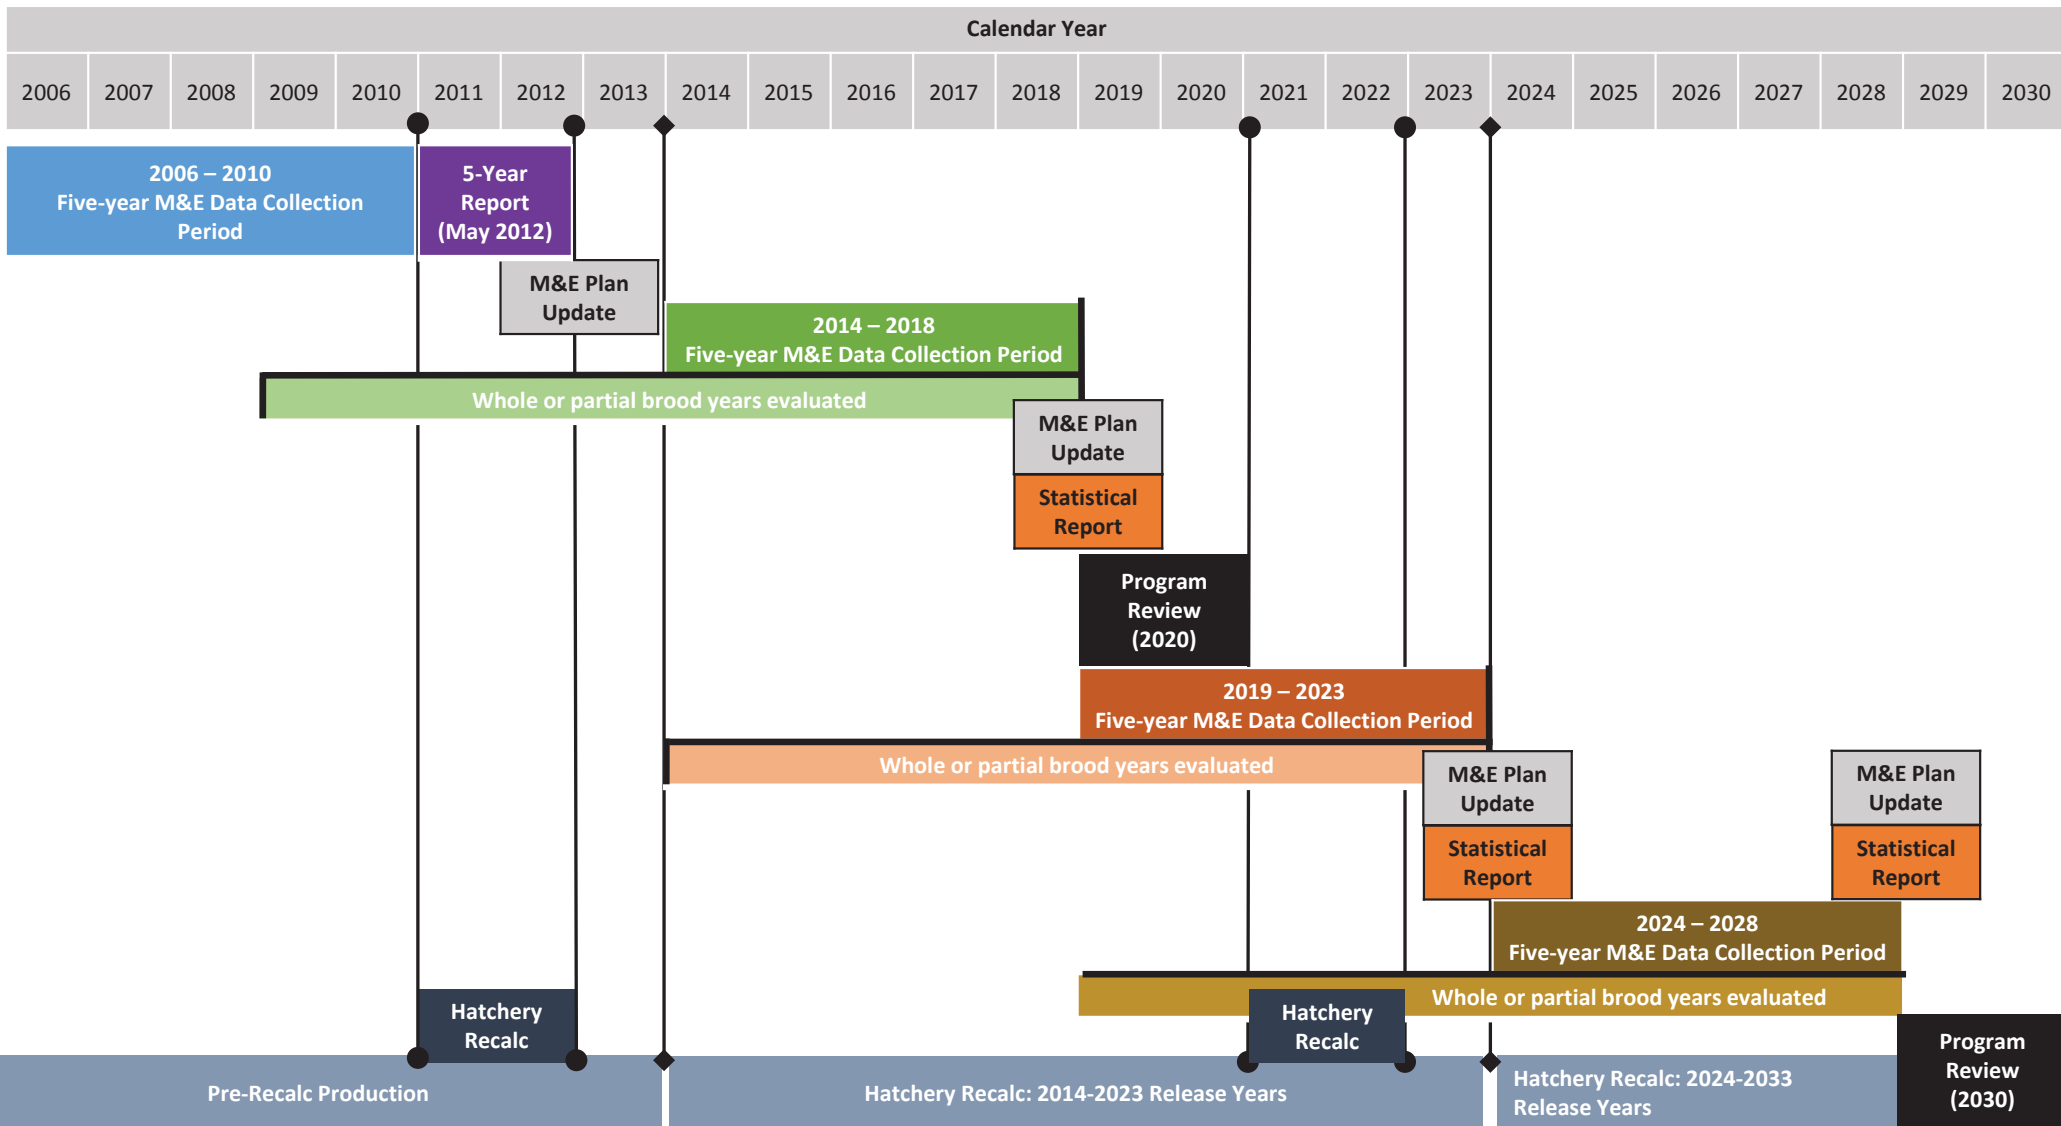 Calendar Year
2006 2007 2008 2009 2010 2011 2012 2013 2014 2015 2016 2017 2018 2019 2020 2021 2022 2023 2024 2025 2026 2027 2028 2029 2030
2006 – 2010
Five-year M&E Data Collection
Period
5-Year
Report
(May 2012)
M&E Plan
Update
2014 – 2018
Five-year M&E Data Collection Period
Whole or partial brood years evaluated
M&E Plan
Update
Statistical
Report
Program
Review
(2020)
2019 – 2023
Five-year M&E Data Collection Period
Whole or partial brood years evaluated
M&E Plan
Update
Statistical
Report
M&E Plan
Update
Statistical
Report
2024 – 2028
Five-year M&E Data Collection Period
Whole or partial brood years evaluated
Hatchery
Recalc
Hatchery
Recalc
Pre-Recalc Production
Hatchery Recalc: 2014-2023 Release Years
Hatchery Recalc: 2024-2033
Release Years
Program
Review
(2030)